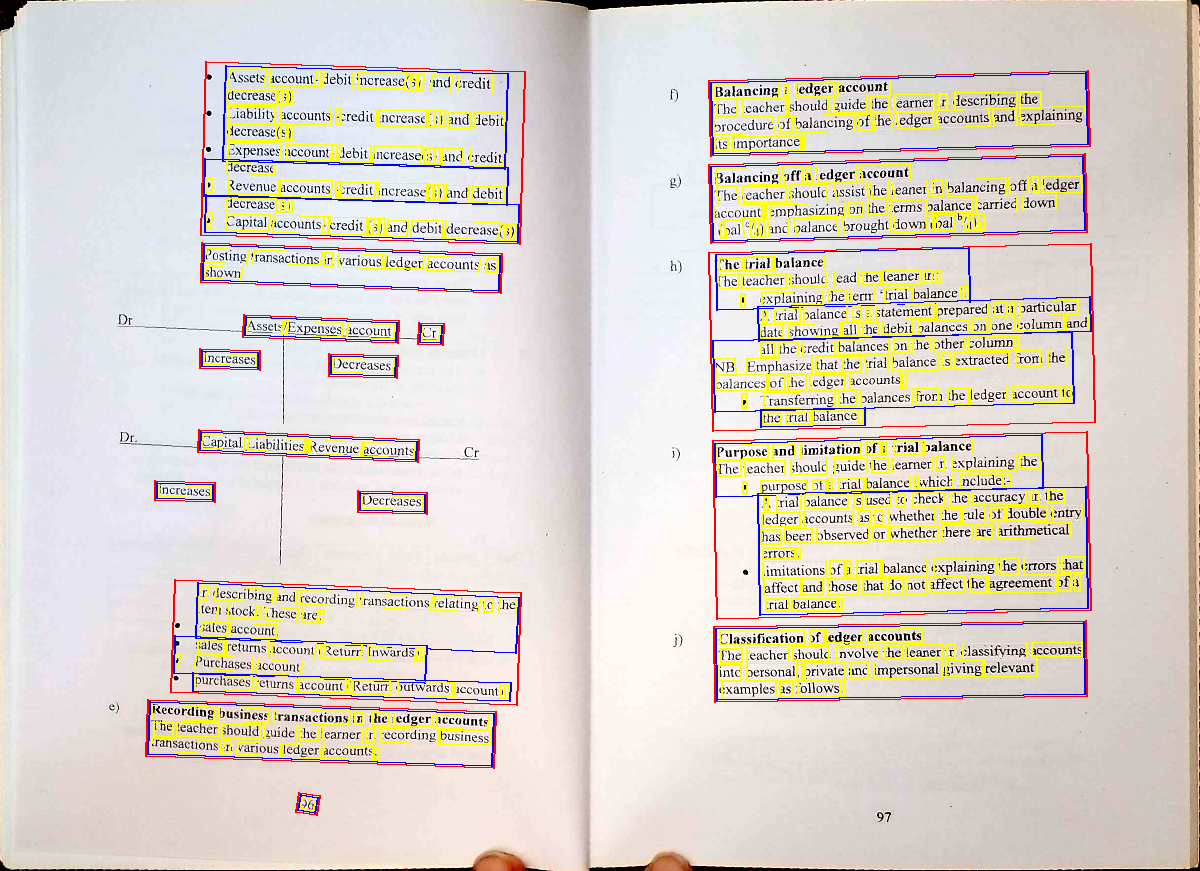 • Assets account- debit increase(s) and credit
decrease(s)
• Liability accounts -credit increase (s) and debit
decrease(s)
• Expenses account -debit increase(s) and credit
decrease
• Revenue accounts -credit increase(s) and debit
decrease(s)
• Capital accounts-credit (s) and debit decrease(s)
Posting transactions in various ledger accounts as
shown
Dr Assets/Expenses account Cr
Increases Decreases
Dr. Capital/Liabilities/Revenue accounts Cr
Increases Decreases
In describing and recording transactions relating to the
item stock. These are:
• sales account.
• sales returns account (Return Inwards)
• Purchases account
• purchases returns account (Return outwards account)
e) Recording business transactions in the ledger accounts
The teacher should guide the learner in recording business
transactions in various ledger accounts.
96
f) Balancing a ledger account
The teacher should guide the learner in describing the
procedure of balancing of the ledger accounts and explaining
its importance
g) Balancing off a ledger account
The teacher should assist the leaner in balancing off a ledger
account emphasizing on the terms balance carried down
(bal c/d) and balance brought down (bal b/d).
h) The trial balance
The teacher should lead the leaner in:
• explaining the term 'trial balance'.
A trial balance is a statement prepared at a particular
date showing all the debit balances on one column and
all the credit balances on the other column
NB Emphasize that the trial balance is extracted from the
balances of the ledger accounts
• Transferring the balances from the ledger account to
the trial balance
i) Purpose and limitation of a trial balance
The teacher should guide the learner in explaining the
• purpose of a trial balance which include:-
A trial balance is used to check the accuracy in the
ledger accounts as to whether the rule of double entry
has been observed or whether there are arithmetical
errors.
• limitations of a trial balance explaining the errors that
affect and those that do not affect the agreement of a
trial balance.
j) Classification of ledger accounts
The teacher should involve the leaner in classifying accounts
into personal, private and impersonal giving relevant
examples as follows
97